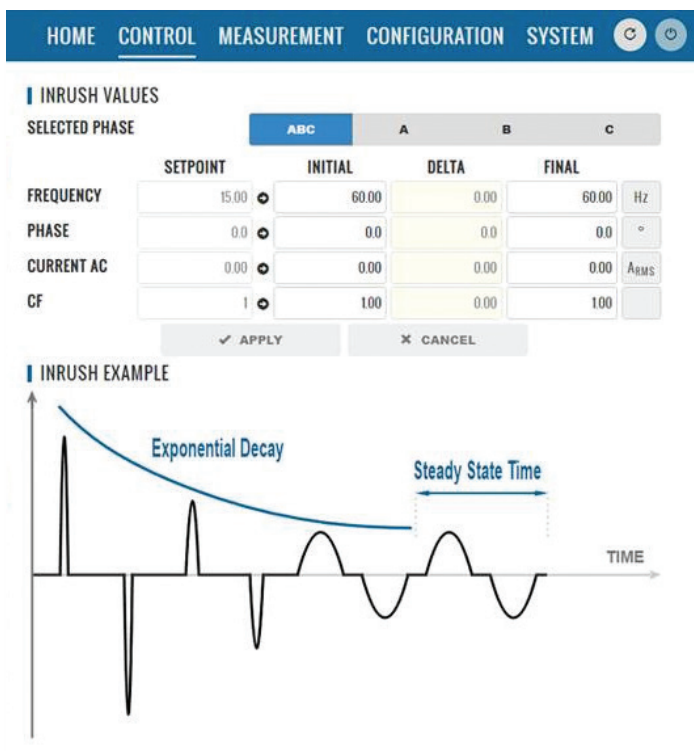 HOME CONTROL MEASUREMENT CONFIGURATION SYSTEM
INRUSH VALUES
SELECTED PHASE ABC A B C
SETPOINT INITIAL DELTA FINAL
FREQUENCY 15.00 60.00 0.00 60.00 Hz
PHASE 0.0 0.0 0.0 0.0 °
CURRENT AC 0.00 0.00 0.00 0.00 ARMS
CF 1 1.00 0.00 1.00
APPLY CANCEL
INRUSH EXAMPLE
Exponential Decay
Steady State Time
TIME